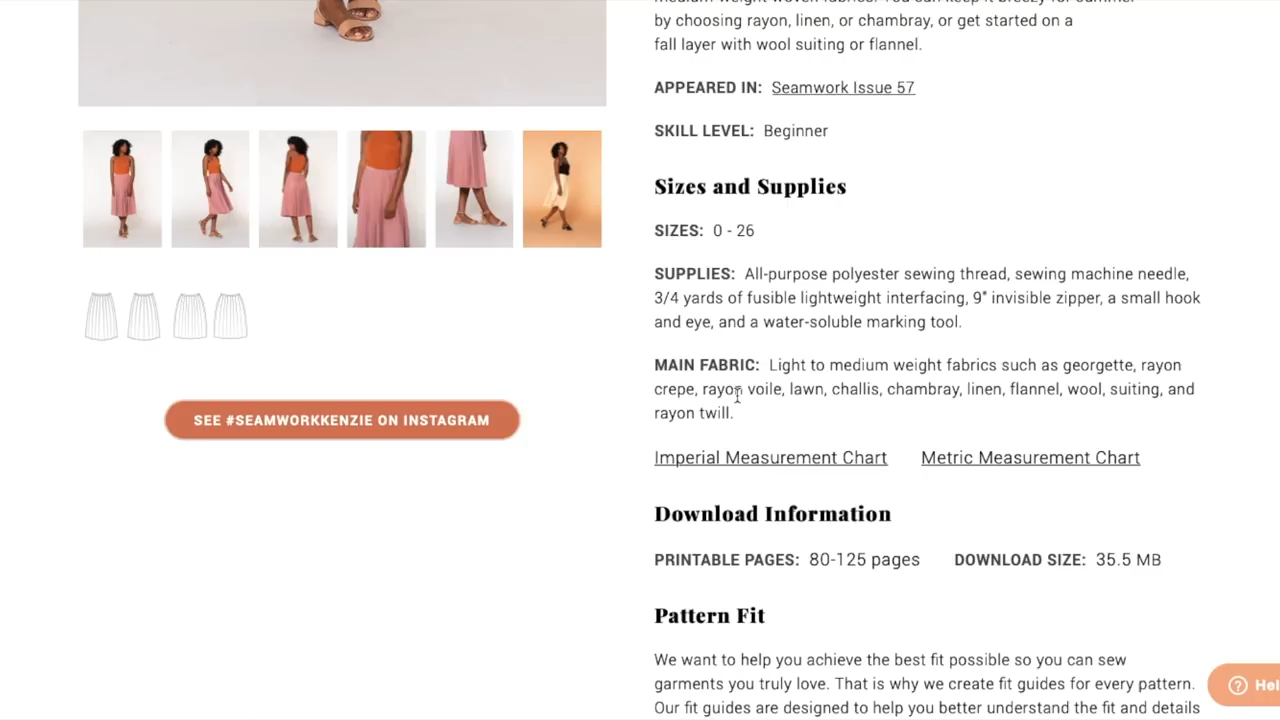 by choosing rayon, linen, or chambray, or get started on a
fall layer with wool suiting or flannel.
APPEARED IN: Seamwork Issue 57
SKILL LEVEL: Beginner
Sizes and Supplies
SIZES: 0 - 26
SUPPLIES: All-purpose polyester sewing thread, sewing machine needle,
3/4 yards of fusible lightweight interfacing, 9" invisible zipper, a small hook
and eye, and a water-soluble marking tool.
MAIN FABRIC: Light to medium weight fabrics such as georgette, rayon
crepe, rayon voile, lawn, challis, chambray, linen, flannel, wool, suiting, and
rayon twill.
SEE #SEAMWORKKENZIE ON INSTAGRAM
Imperial Measurement Chart Metric Measurement Chart
Download Information
PRINTABLE PAGES: 80-125 pages DOWNLOAD SIZE: 35.5 MB
Pattern Fit
We want to help you achieve the best fit possible so you can sew
garments you truly love. That is why we create fit guides for every pattern.
Our fit guides are designed to help you better understand the fit and details
Hel